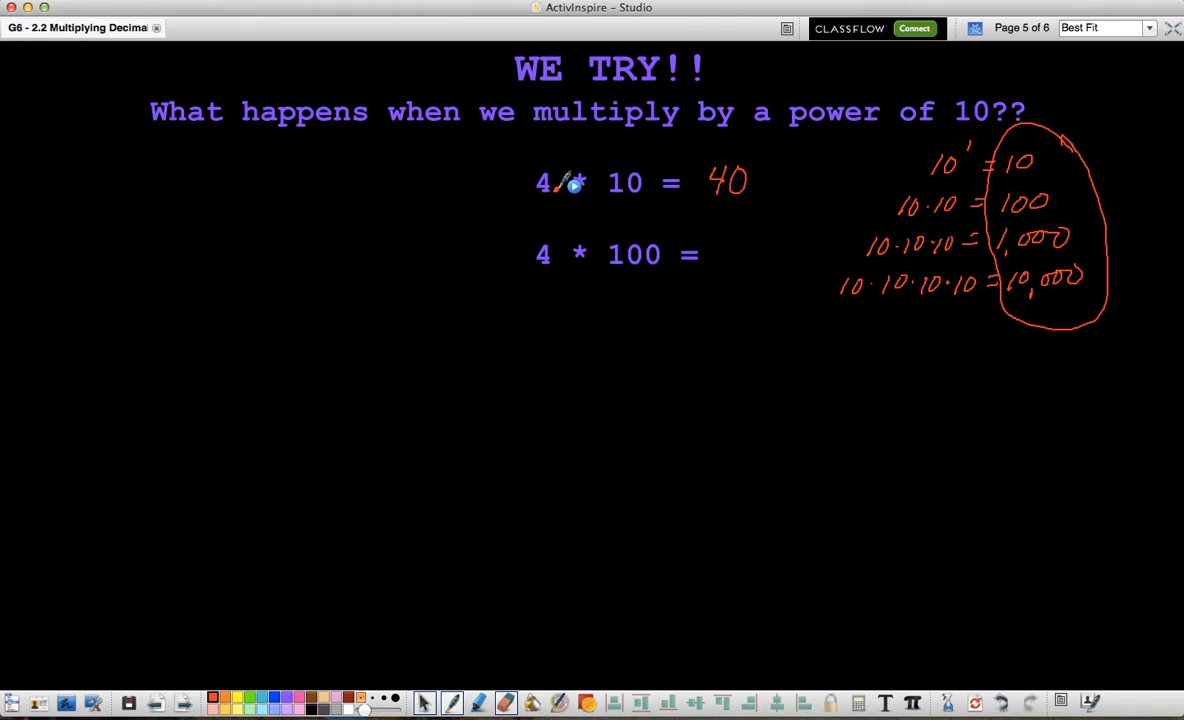 ActivInspire - Studio
G6 - 2.2 Multiplying Decima
CLASSFLOW Connect
Page 5 of 6
Best Fit
WE TRY!!
What happens when we multiply by a power of 10??
4 * 10 = 40
4 * 100 =
10¹ = 10
10·10 = 100
10·10·10 = 1,000
10·10·10·10 = 10,000